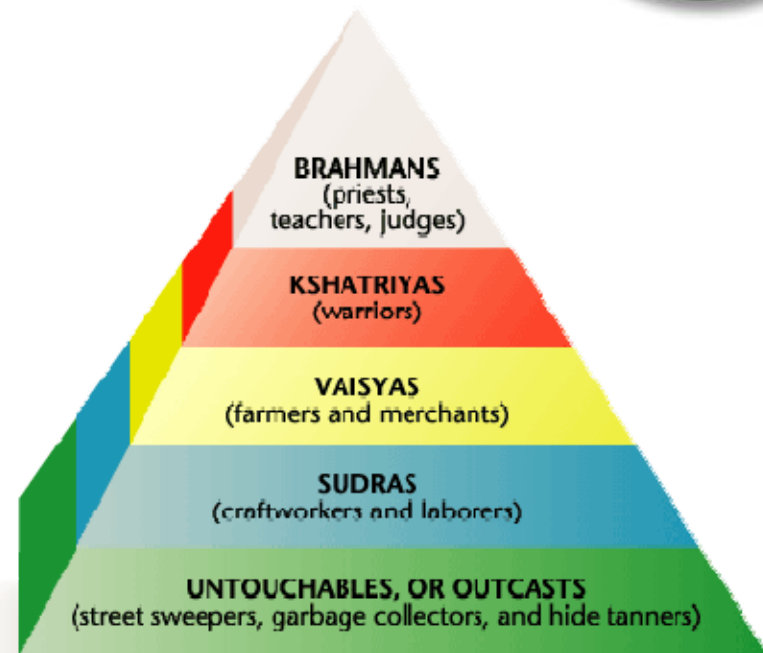 BRAHMANS
(priests,
teachers, judges)
KSHATRIYAS
(warriors)
VAISYAS
(farmers and merchants)
SUDRAS
(craftworkers and laborers)
UNTOUCHABLES, OR OUTCASTS
(street sweepers, garbage collectors, and hide tanners)